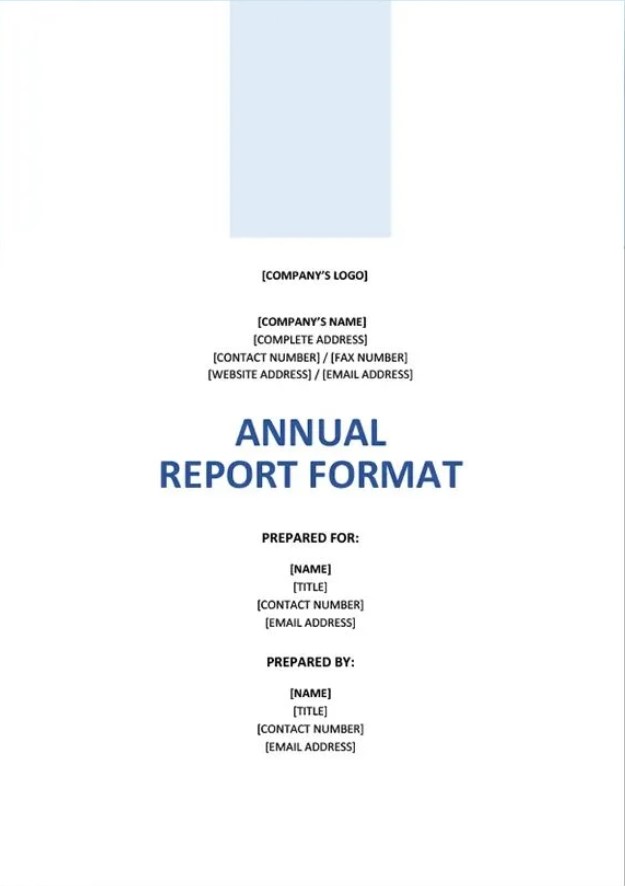 [COMPANY'S LOGO]
[COMPANY'S NAME]
[COMPLETE ADDRESS]
[CONTACT NUMBER] / [FAX NUMBER]
[WEBSITE ADDRESS] / [EMAIL ADDRESS]
ANNUAL
REPORT FORMAT
PREPARED FOR:
[NAME]
[TITLE]
[CONTACT NUMBER]
[EMAIL ADDRESS]
PREPARED BY:
[NAME]
[TITLE]
[CONTACT NUMBER]
[EMAIL ADDRESS]